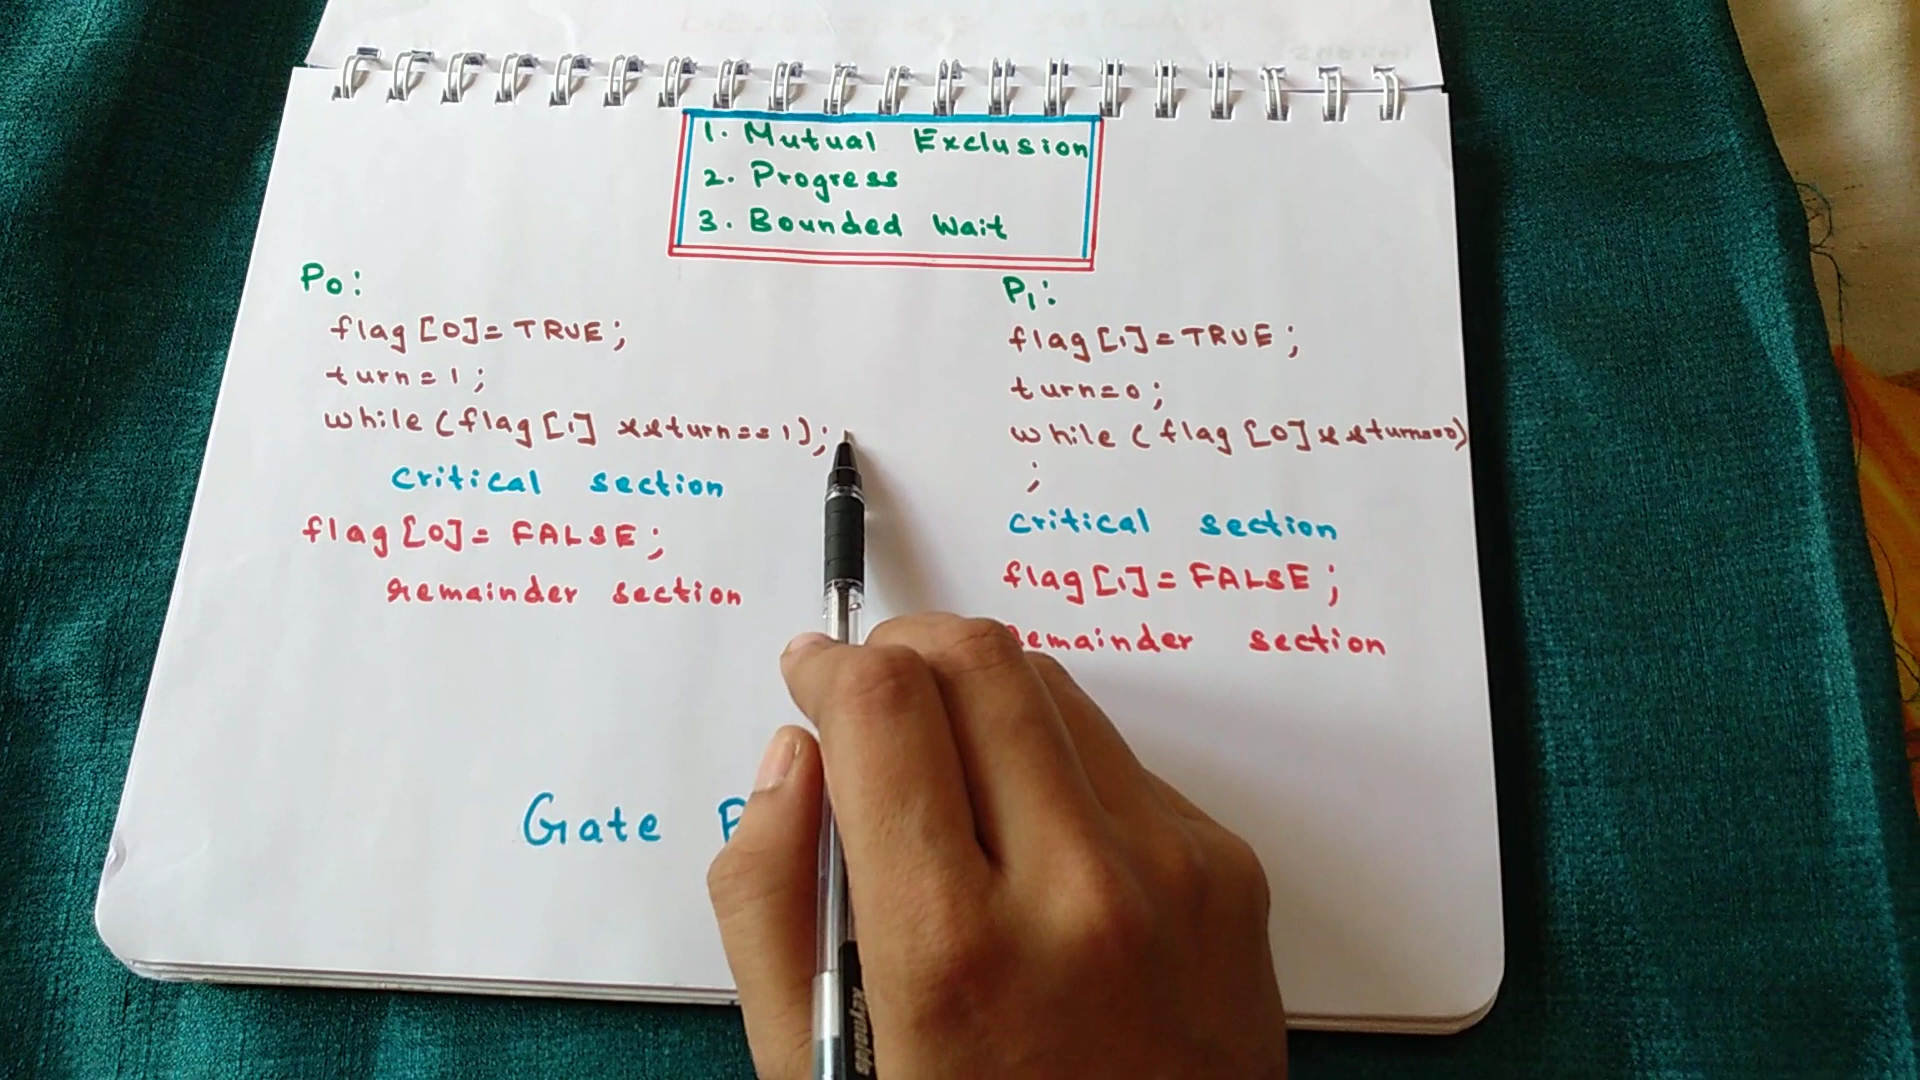 1. Mutual Exclusion
2. Progress
3. Bounded Wait
P0:
flag[0]= TRUE;
turn=1;
while(flag[1] &&turn==1);
critical section
flag[0]= FALSE;
remainder section
P1:
flag[1]=TRUE;
turn=0;
while(flag[0]&&turn==0)
;
critical section
flag[1]=FALSE;
remainder section
Gate